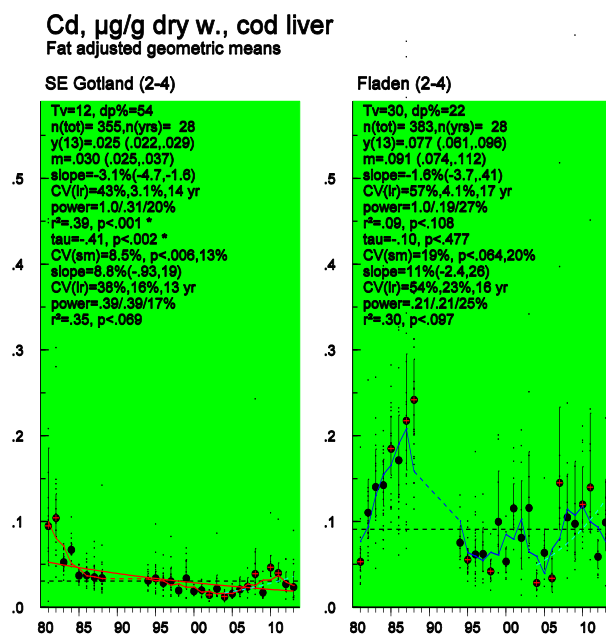 Cd, µg/g dry w., cod liver
Fat adjusted geometric means
SE Gotland (2-4)
Tv=12, dp%=54
n(tot)= 355,n(yrs)= 28
y(13)=.025 (.022,.029)
m=.030 (.025,.037)
slope=-3.1%(-4.7,-1.6)
CV(lr)=43%,3.1%,14 yr
power=1.0/.31/20%
r²=.39, p<.001 *
tau=-.41, p<.002 *
CV(sm)=8.5%, p<.006,13%
slope=8.8%(-.93,19)
CV(lr)=38%,16%,13 yr
power=.39/.39/17%
r²=.35, p<.069
.5
.4
.3
.2
.1
.0
80 85 90 95 00 05 10
Fladen (2-4)
Tv=30, dp%=22
n(tot)= 383,n(yrs)= 28
y(13)=.077 (.061,.096)
m=.091 (.074,.112)
slope=-1.6%(-3.7,.41)
CV(lr)=57%,4.1%,17 yr
power=1.0/.19/27%
r²=.09, p<.108
tau=-.10, p<.477
CV(sm)=19%, p<.064,20%
slope=11%(-2.4,26)
CV(lr)=54%,23%,16 yr
power=.21/.21/25%
r²=.30, p<.097
.5
.4
.3
.2
.1
.0
80 85 90 95 00 05 10